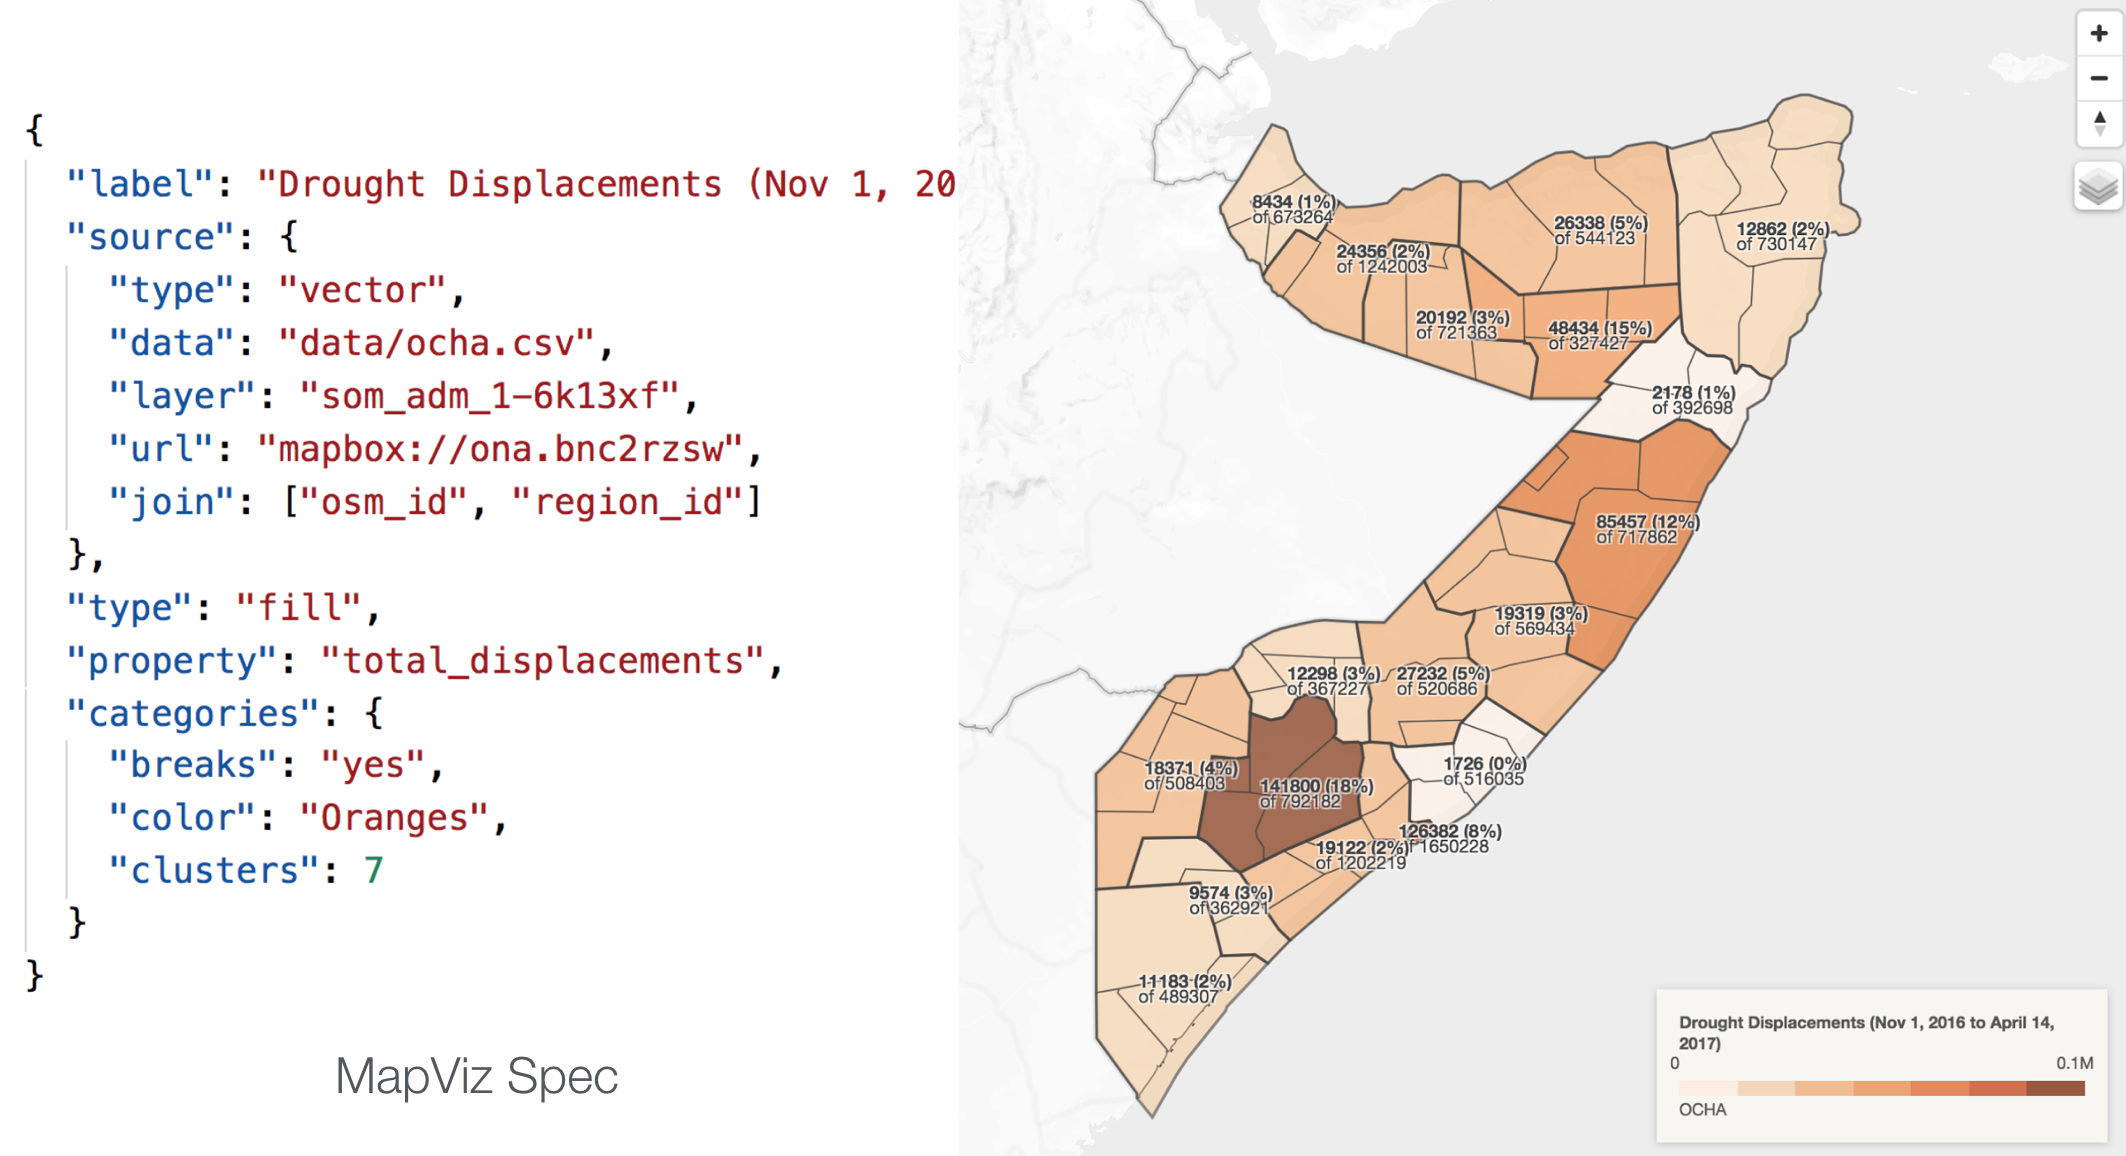 {
"label": "Drought Displacements (Nov 1, 20
"source": {
"type": "vector",
"data": "data/ocha.csv",
"layer": "som_adm_1-6k13xf",
"url": "mapbox://ona.bnc2rzsw",
"join": ["osm_id", "region_id"]
},
"type": "fill",
"property": "total_displacements",
"categories": {
"breaks": "yes",
"color": "Oranges",
"clusters": 7
}
}
MapViz Spec
8434 (1%)
of 673264
24356 (2%)
of 1242003
26338 (5%)
of 544123
12862 (2%)
of 730147
20192 (3%)
of 721363
48434 (15%)
of 327427
2178 (1%)
of 392698
85457 (12%)
of 717862
19319 (3%)
of 569434
12298 (3%)
of 367227
27232 (5%)
of 520686
18371 (4%)
of 508403
141800 (18%)
of 792182
1726 (0%)
of 516035
126382 (8%)
of 1650228
19122 (2%)
of 1202219
9574 (3%)
of 362921
11183 (2%)
of 489307
Drought Displacements (Nov 1, 2016 to April 14,
2017)
0 0.1M
OCHA